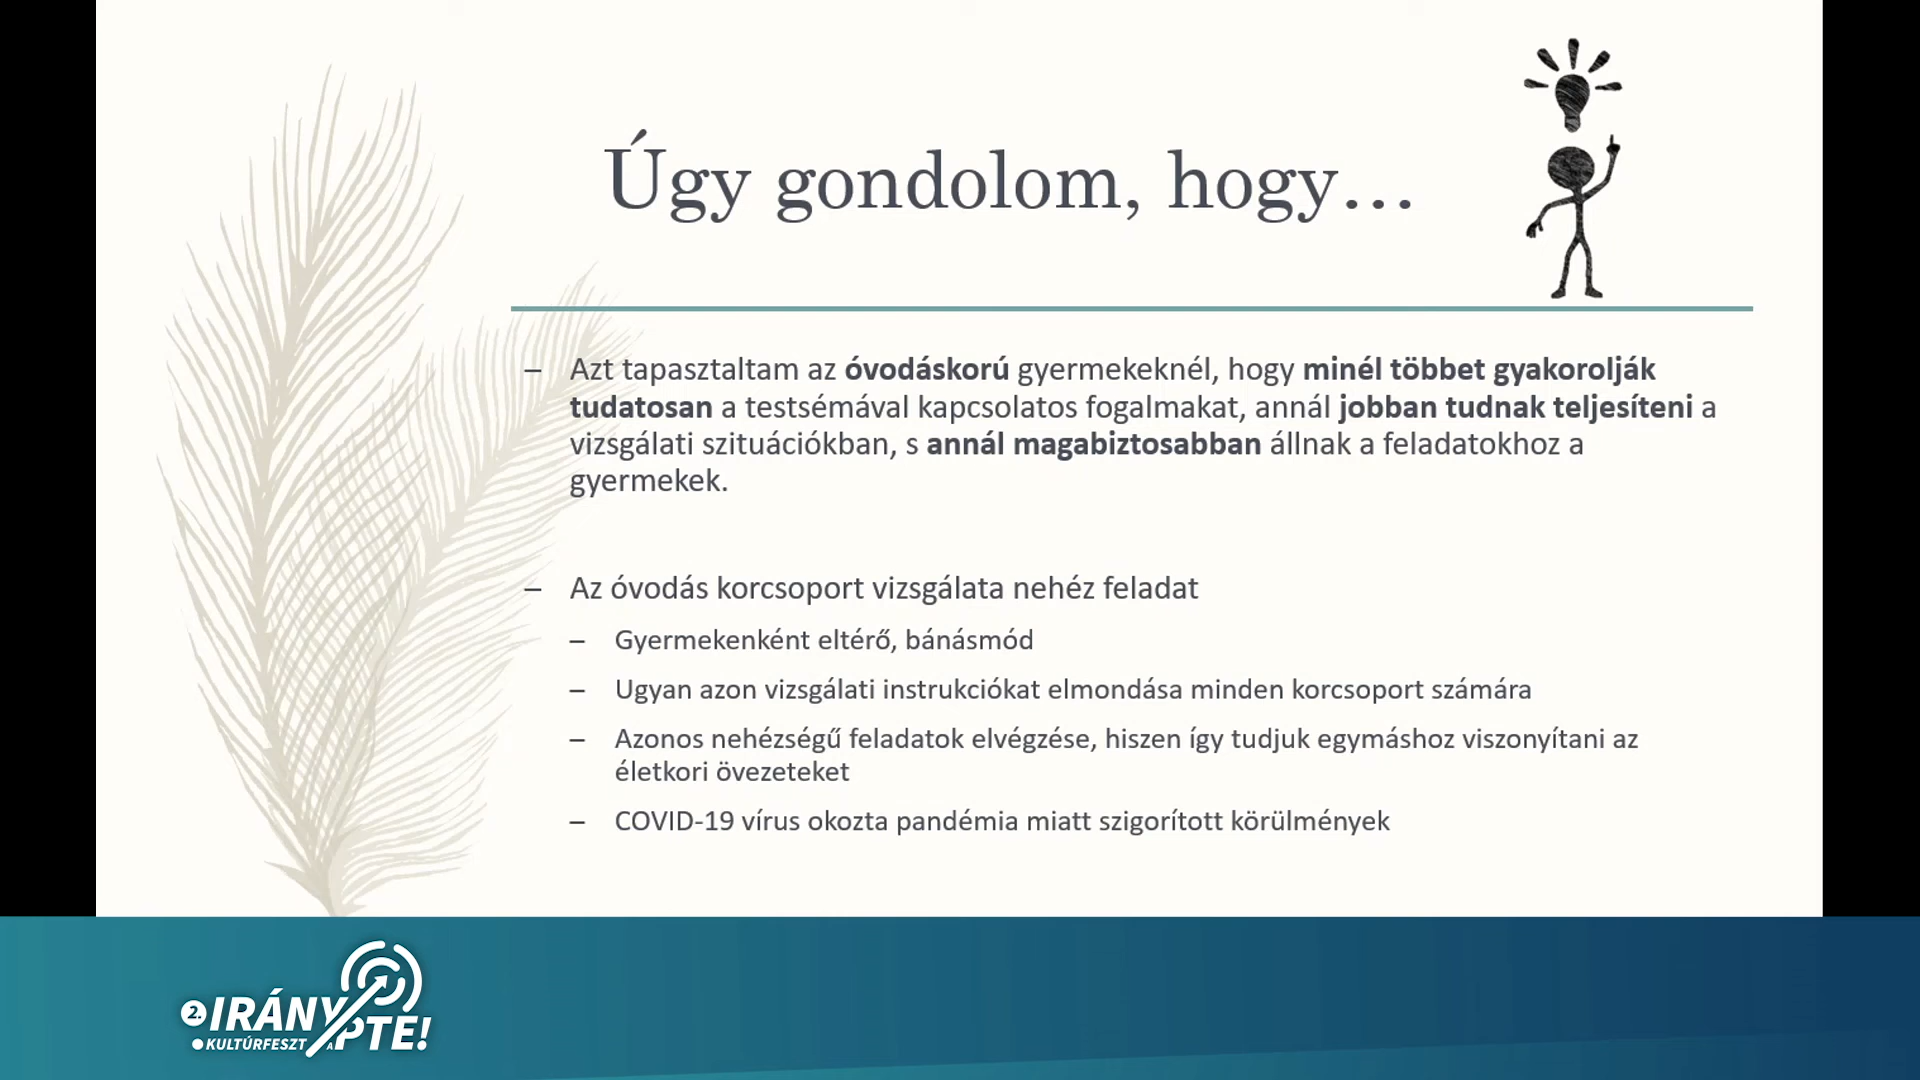 Úgy gondolom, hogy...
– Azt tapasztaltam az óvodáskorú gyermekeknél, hogy minél többet gyakorolják
tudatosan a testsémával kapcsolatos fogalmakat, annál jobban tudnak teljesíteni a
vizsgálati szituációkban, s annál magabiztosabban állnak a feladatokhoz a
gyermekek.
– Az óvodás korcsoport vizsgálata nehéz feladat
– Gyermekenként eltérő, bánásmód
– Ugyan azon vizsgálati instrukciókat elmondása minden korcsoport számára
– Azonos nehézségű feladatok elvégzése, hiszen így tudjuk egymáshoz viszonyítani az
életkori övezeteket
– COVID-19 vírus okozta pandémia miatt szigorított körülmények
2. IRÁNY
A PTE!
KULTÚRFESZT